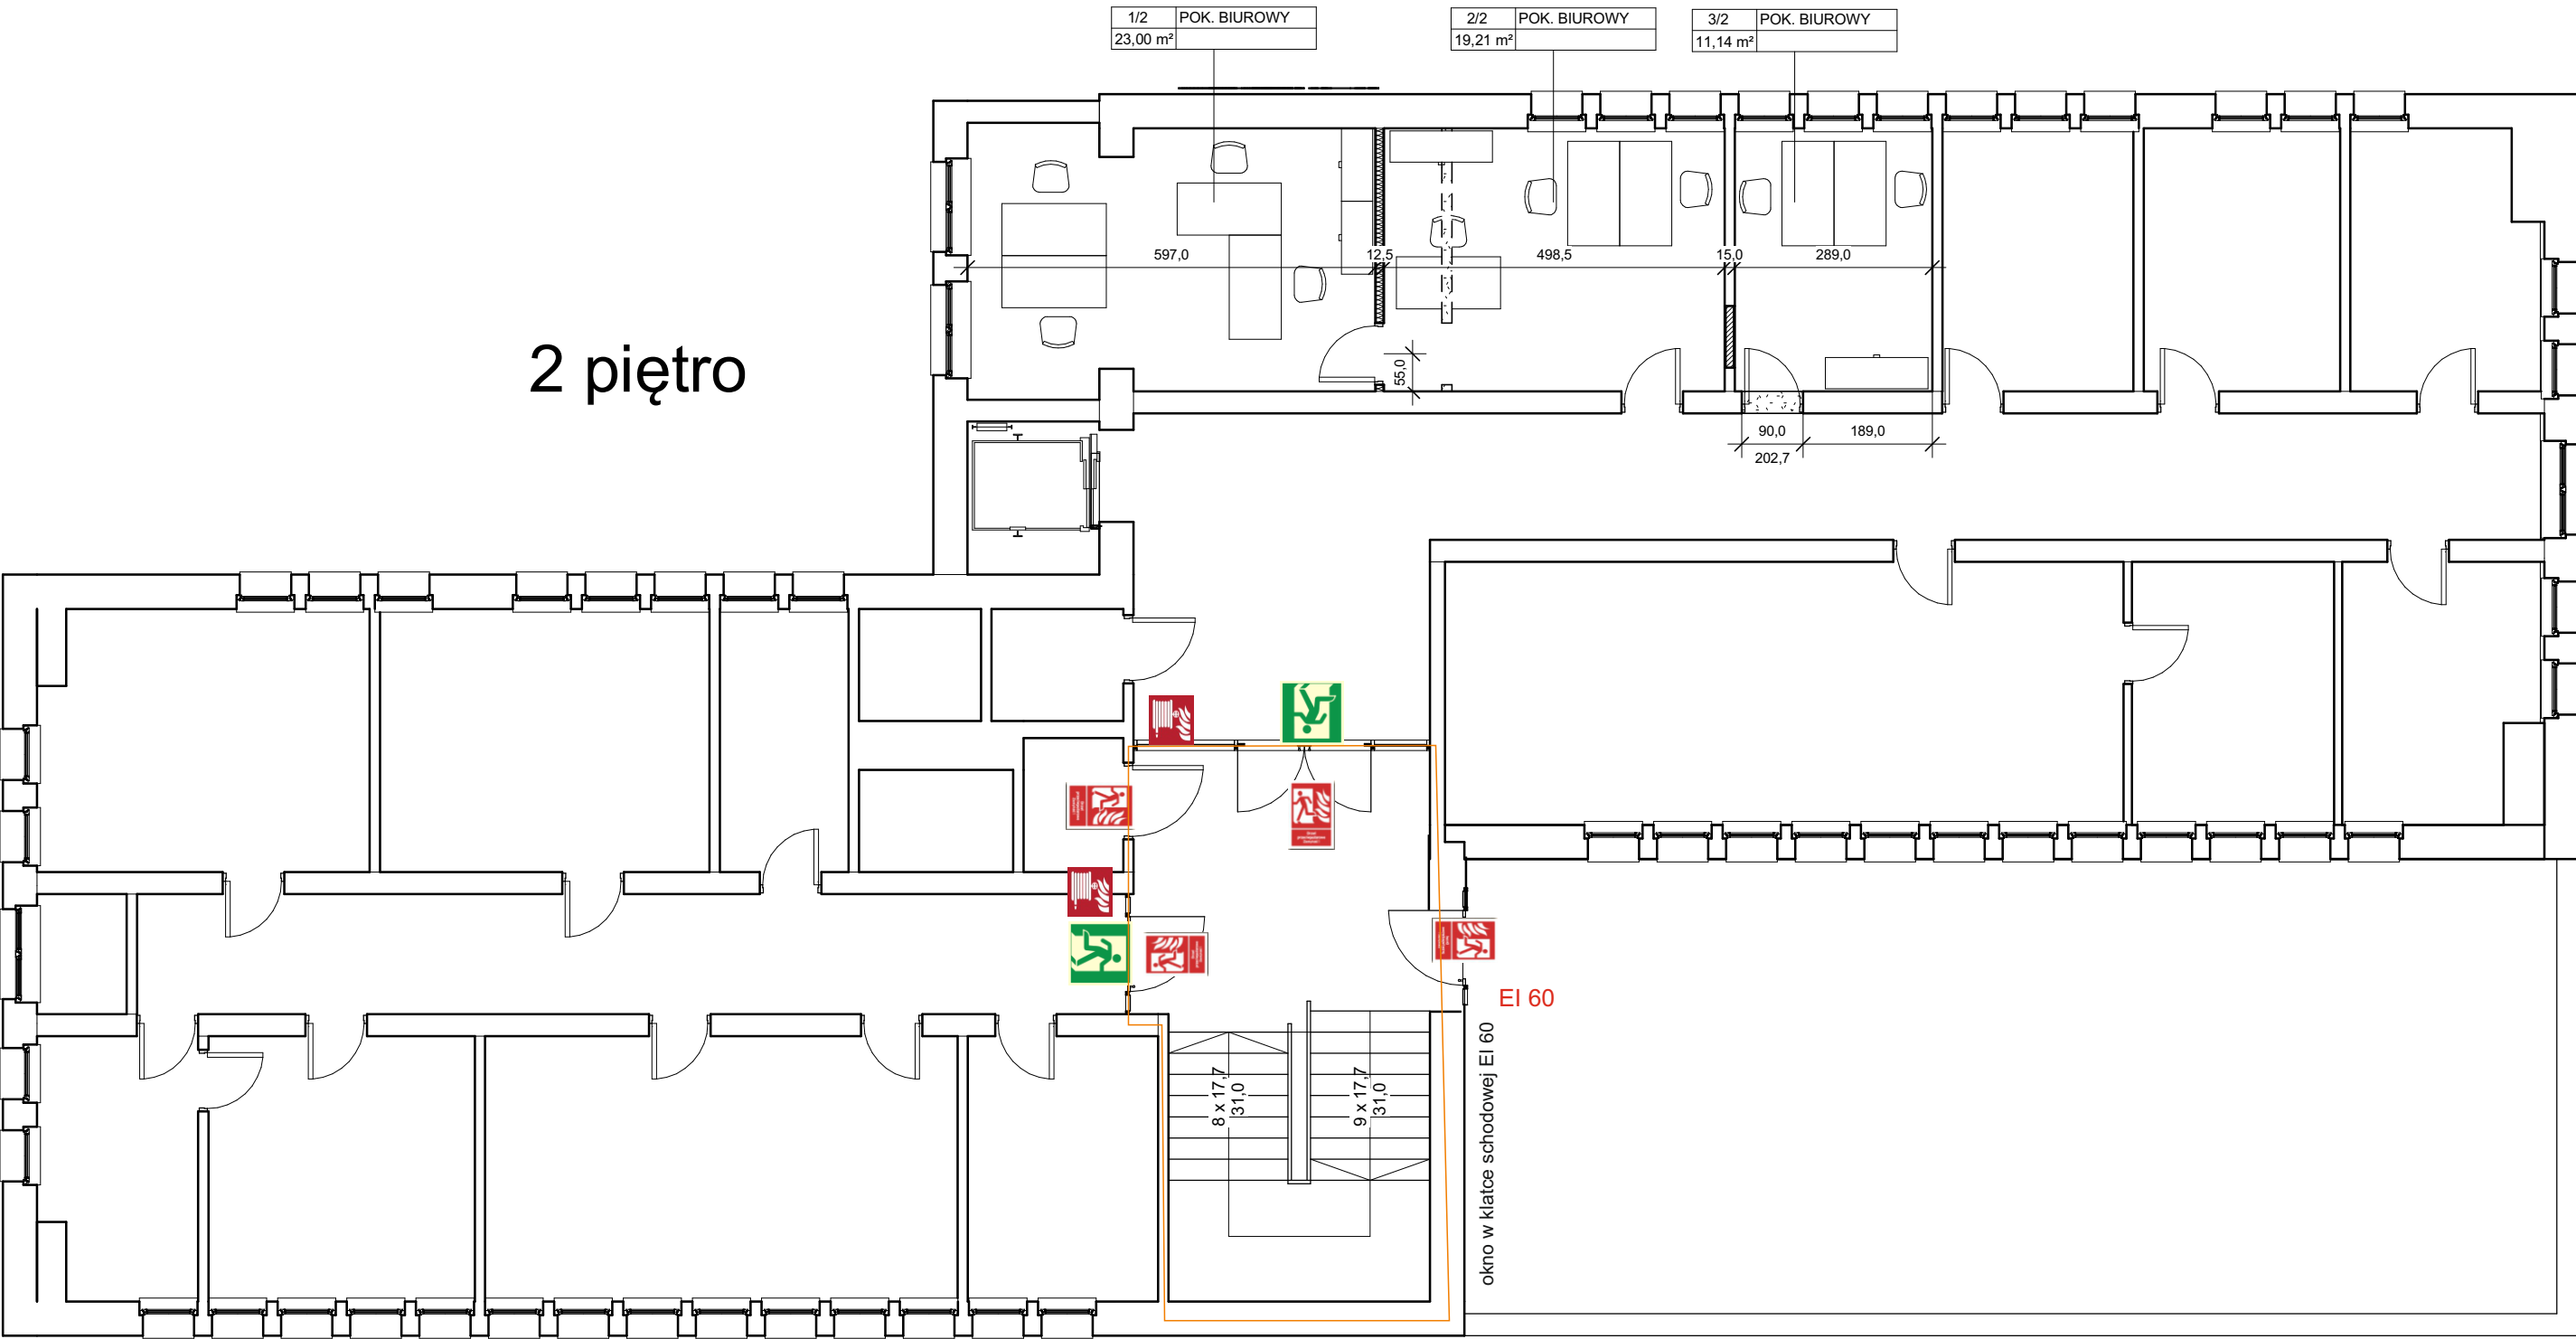 1/2 POK. BIUROWY
23,00 m²
2/2 POK. BIUROWY
19,21 m²
3/2 POK. BIUROWY
11,14 m²
597,0
12,5
498,5
15,0
289,0
2 piętro
55,0
90,0
189,0
202,7
EI 60
okno w klatce schodowej EI 60
8 x 17,7
31,0
9 x 17,7
31,0